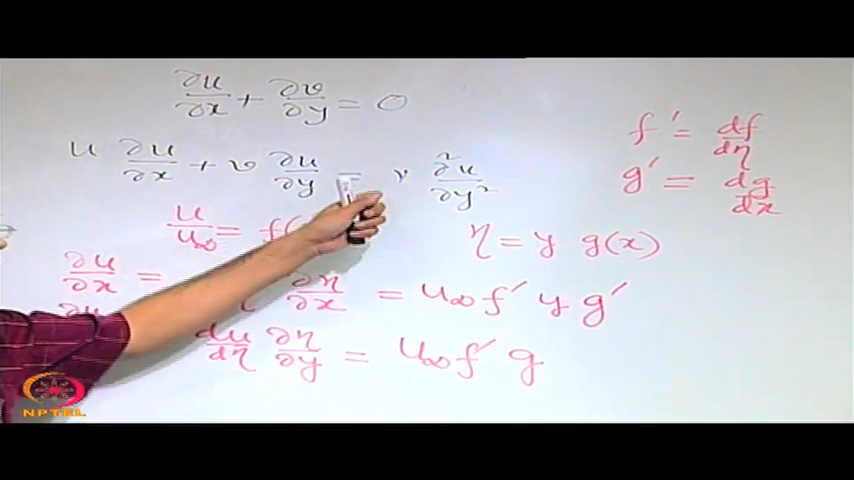 ∂u/∂x + ∂v/∂y = 0
u ∂u/∂x + v ∂u/∂y = ν ∂²u/∂y²
u/u∞ = f(
η = y g(x)
∂u/∂x = ∂η/∂x = u∞ f′ y g′
∂u
du/dη ∂η/∂y = u∞ f′ g
f′ = df/dη
g′ = dg/dx
NPTEL